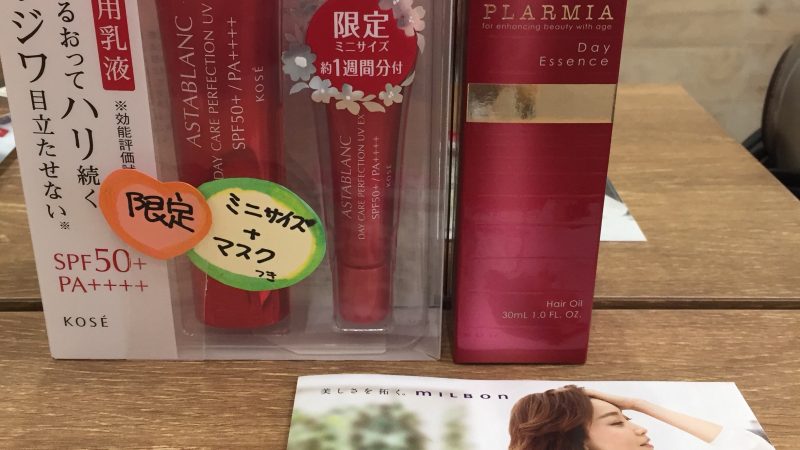 用乳液
るおってハリ続く
ジワ目立たせない※
※効能評価試
SPF50+
PA++++
KOSÉ
ASTABLANC
DAY CARE PERFECTION UV
SPF50+/PA++++
KOSÉ
限定
ミニサイズ
約1週間分付
ASTABLANC
DAY CARE PERFECTION UV EX
SPF50+/PA++++
限定
ミニサイズ
+
マスク
つき
PLARMIA
for enhancing beauty with age
Day
Essence
Hair Oil
30mL 1.0 FL. OZ.
美しさを拓く。 milbon